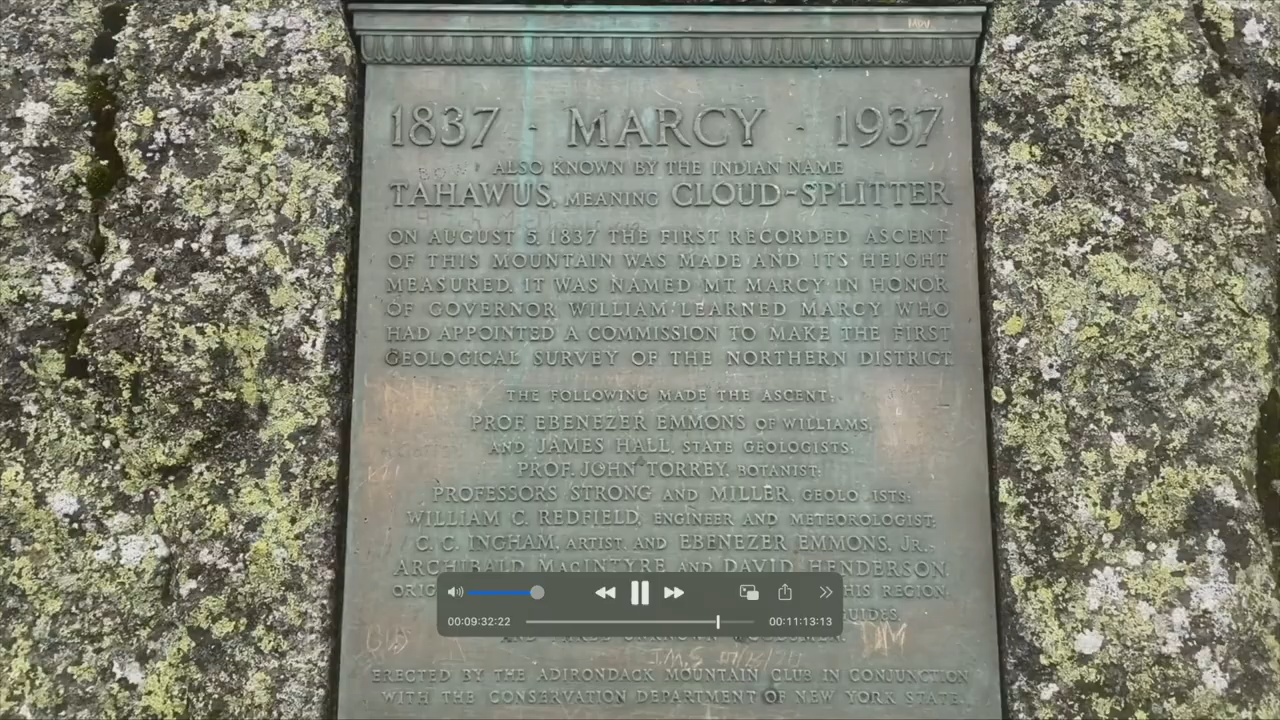 1837 · MARCY · 1937
ALSO KNOWN BY THE INDIAN NAME
TAHAWUS, MEANING CLOUD-SPLITTER
ON AUGUST 5, 1837 THE FIRST RECORDED ASCENT
OF THIS MOUNTAIN WAS MADE AND ITS HEIGHT
MEASURED. IT WAS NAMED MT. MARCY IN HONOR
OF GOVERNOR WILLIAM LEARNED MARCY WHO
HAD APPOINTED A COMMISSION TO MAKE THE FIRST
GEOLOGICAL SURVEY OF THE NORTHERN DISTRICT.
THE FOLLOWING MADE THE ASCENT:
PROF. EBENEZER EMMONS OF WILLIAMS,
AND JAMES HALL, STATE GEOLOGISTS:
PROF. JOHN TORREY, BOTANIST:
PROFESSORS STRONG AND MILLER, GEOLO ISTS:
WILLIAM C. REDFIELD, ENGINEER AND METEOROLOGIST:
C. C. INGHAM, ARTIST, AND EBENEZER EMMONS, JR.
ARCHIBALD MACINTYRE AND DAVID HENDERSON,
HIS REGION,
00:09:32:22 00:11:13:13
GUIDES,
DM
J.M.S
ERECTED BY THE ADIRONDACK MOUNTAIN CLUB IN CONJUNCTION
WITH THE CONSERVATION DEPARTMENT OF NEW YORK STATE.